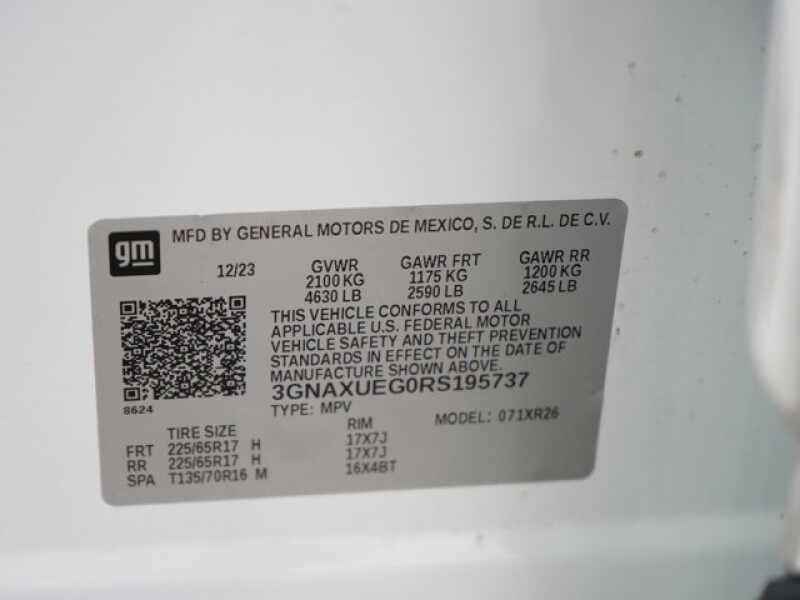 gm
MFD BY GENERAL MOTORS DE MEXICO, S. DE R.L. DE C.V.
12/23 GVWR GAWR FRT GAWR RR
2100 KG 1175 KG 1200 KG
4630 LB 2590 LB 2645 LB
THIS VEHICLE CONFORMS TO ALL
APPLICABLE U.S. FEDERAL MOTOR
VEHICLE SAFETY AND THEFT PREVENTION
STANDARDS IN EFFECT ON THE DATE OF
MANUFACTURE SHOWN ABOVE.
3GNAXUEG0RS195737
8624
TYPE: MPV MODEL: 071XR26
TIRE SIZE RIM
FRT 225/65R17 H 17X7J
RR 225/65R17 H 17X7J
SPA T135/70R16 M 16X4BT